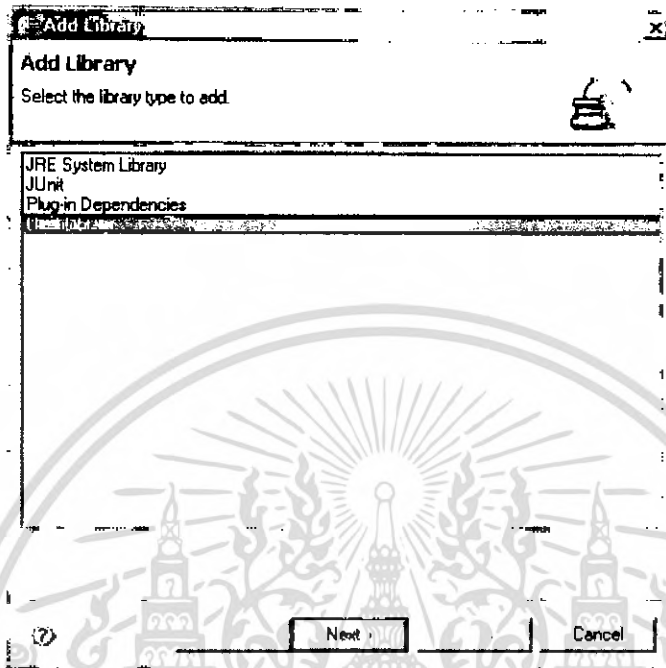 Add Library
Add Library
Select the library type to add.
JRE System Library
JUnit
Plug-in Dependencies
Next >
Cancel